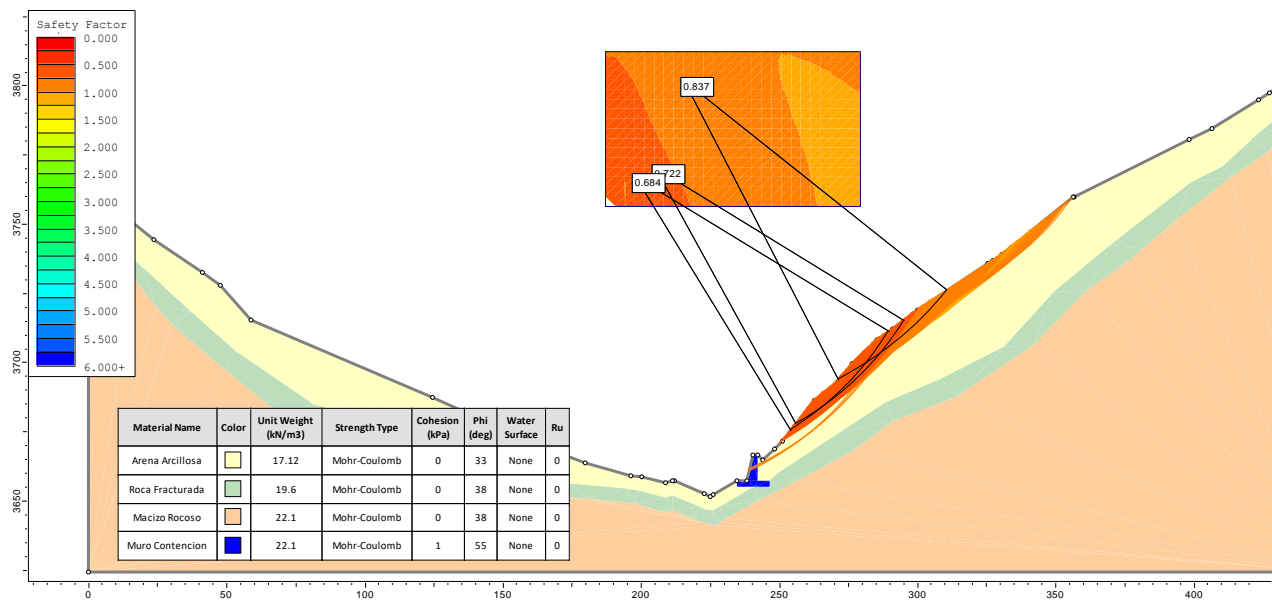 Safety Factor
0.000
0.500
1.000
1.500
2.000
2.500
3.000
3.500
4.000
4.500
5.000
5.500
6.000+
3800
3750
3700
3650
0.837
0.722
0.684
Material Name Color Unit Weight (kN/m3) Strength Type Cohesion (kPa) Phi (deg) Water Surface Ru
Arena Arcillosa 17.12 Mohr-Coulomb 0 33 None 0
Roca Fracturada 19.6 Mohr-Coulomb 0 38 None 0
Macizo Rocoso 22.1 Mohr-Coulomb 0 38 None 0
Muro Contencion 22.1 Mohr-Coulomb 1 55 None 0
0 50 100 150 200 250 300 350 400